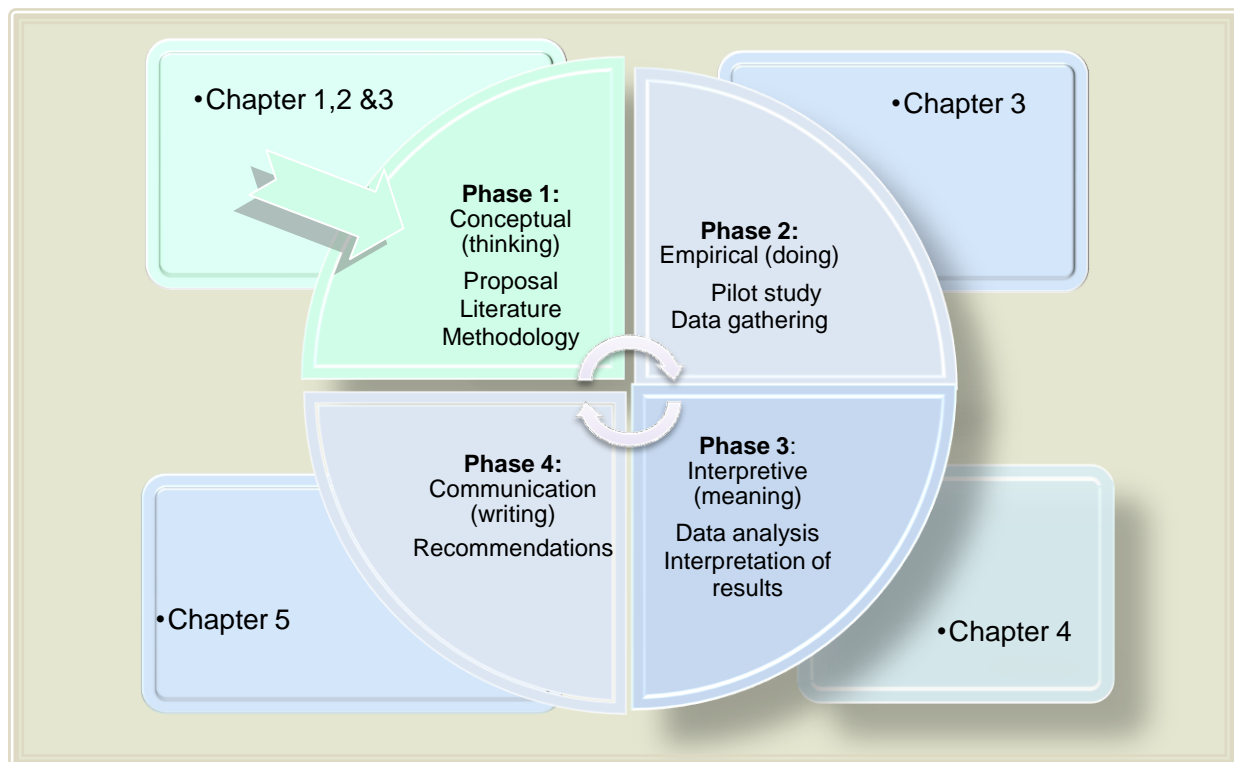 •Chapter 1,2 &3
Phase 1:
Conceptual
(thinking)
Proposal
Literature
Methodology
•Chapter 3
Phase 2:
Empirical (doing)
Pilot study
Data gathering
Phase 3:
Interpretive
(meaning)
Data analysis
Interpretation of
results
•Chapter 4
Phase 4:
Communication
(writing)
Recommendations
•Chapter 5